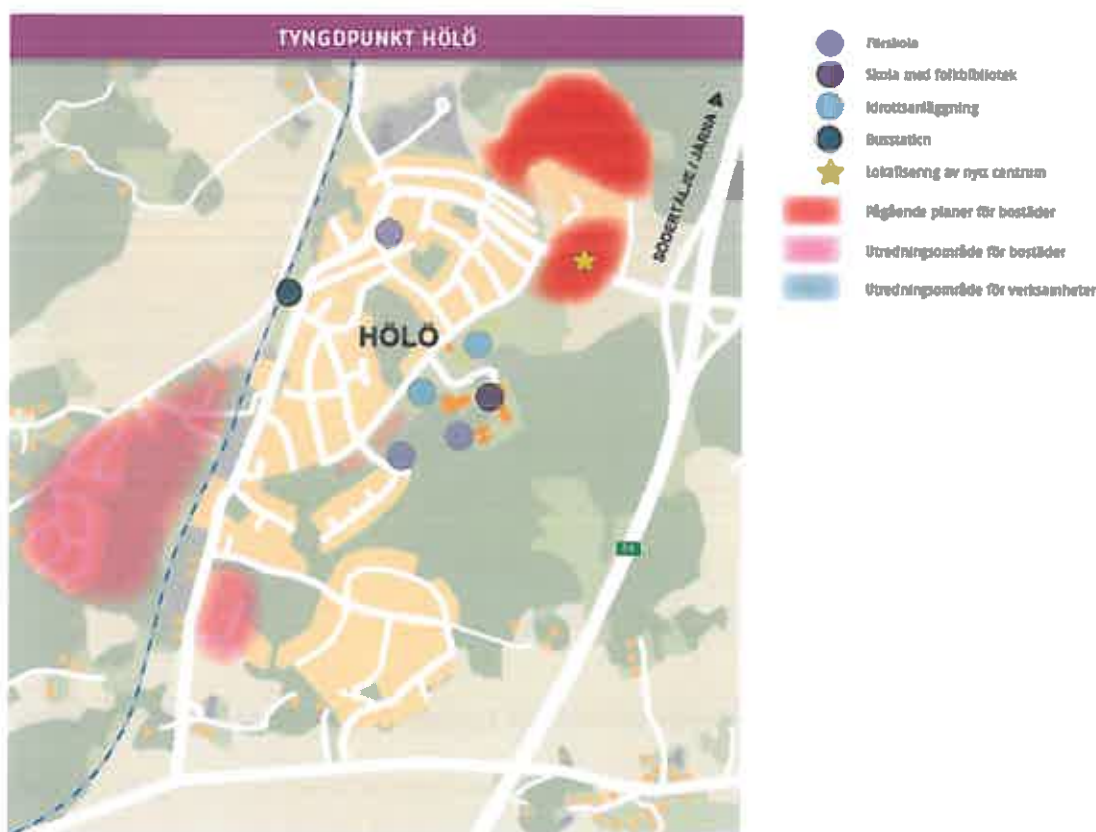 TYNGDPUNKT HÖLÖ
SÖDERTÄLJE / JÄRNA
HÖLÖ
Förskola
Skola med folkbibliotek
Idrottsanläggning
Busstation
Lokalisering av nytt centrum
Pågående planer för bostäder
Utredningsområde för bostäder
Utredningsområde för verksamheter